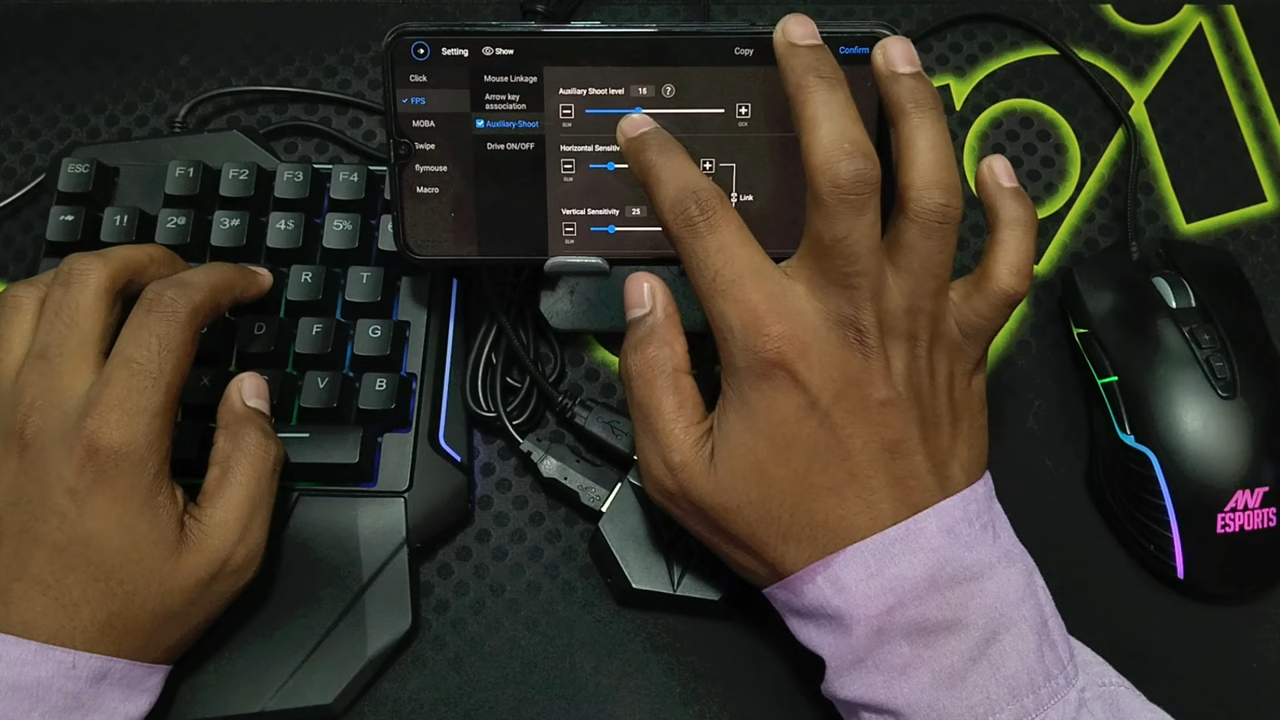 Setting
Show
Copy
Confirm
Click
FPS
MOBA
flymouse
Macro
Mouse Linkage
Arrow key
association
Auxiliary-Shoot
Drive ON/OFF
Auxiliary Shoot level
16
?
Horizontal
Link
Vertical Sensitivity
25
ESC
F1
F2
F3
F4
1!
2@
3#
4$
5%
R
T
D
F
G
X
V
B
ANT
ESPORTS